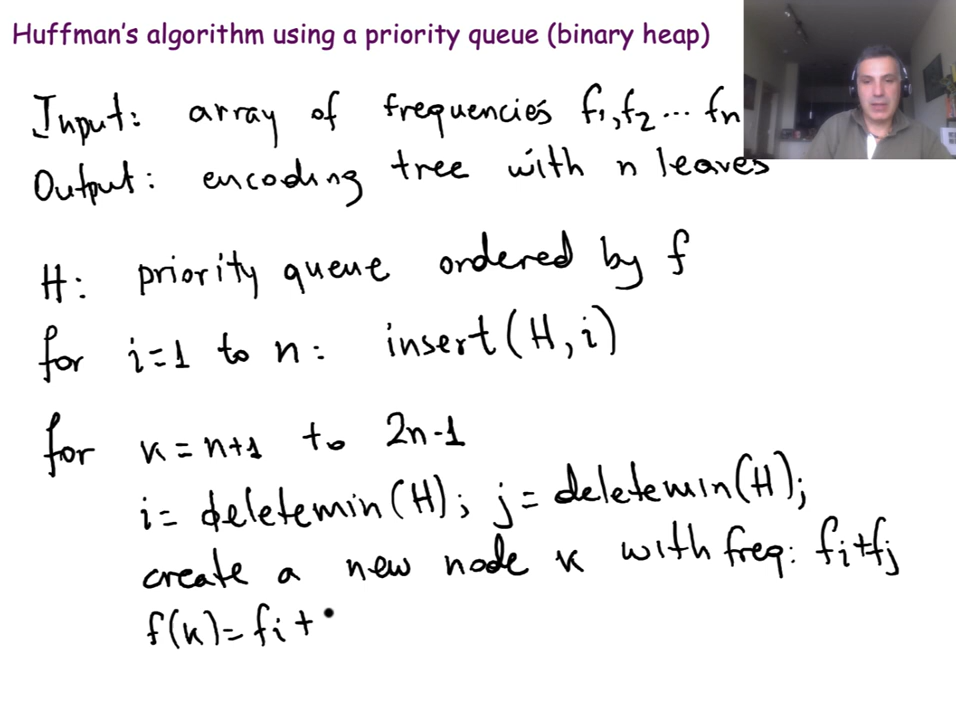 Huffman's algorithm using a priority queue (binary heap)
Input: array of frequencies f1, f2 ... fn
Output: encoding tree with n leaves
H: priority queue ordered by f
for i=1 to n: insert(H, i)
for k=n+1 to 2n-1
i= deletemin(H); j= deletemin(H);
create a new node k with freq: fi+fj
f(k)=fi+